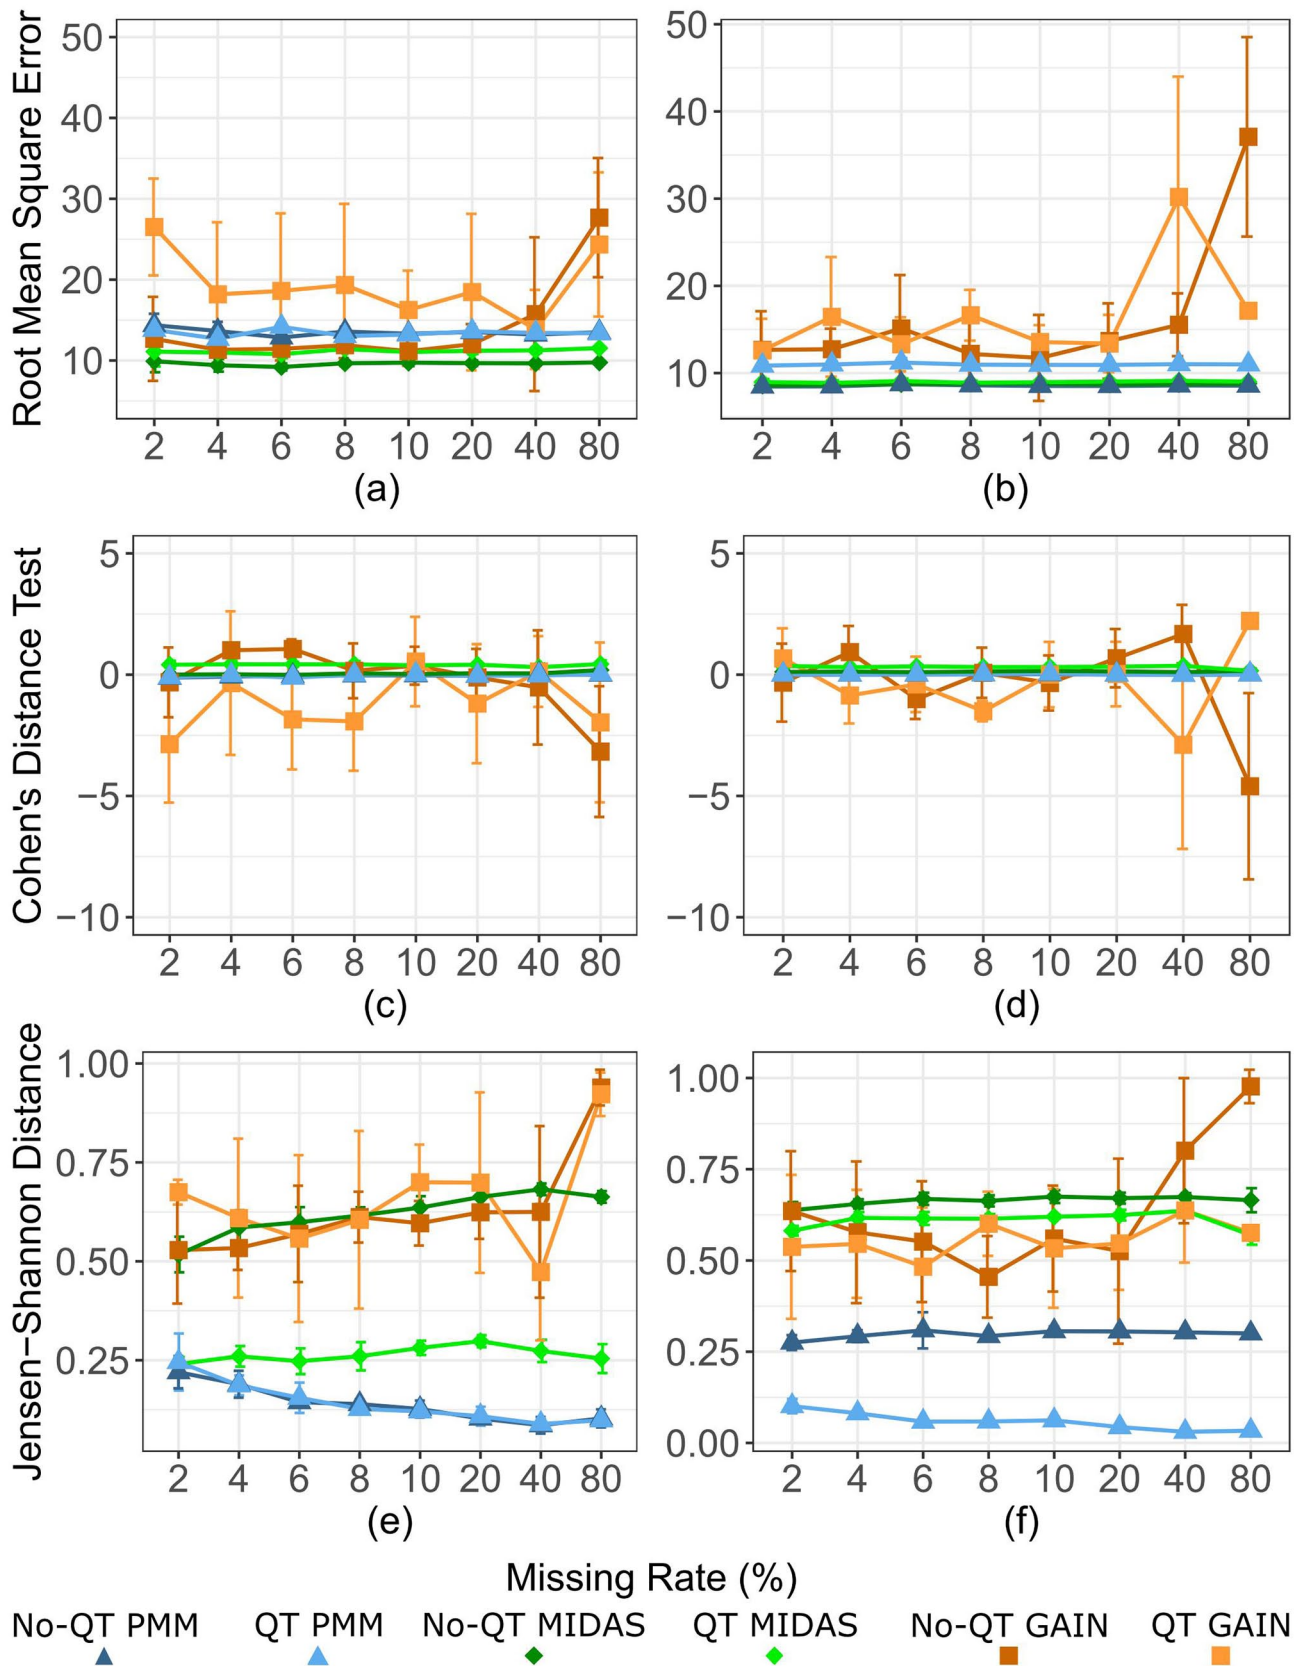 Root Mean Square Error
50
40
30
20
10
2 4 6 8 10 20 40 80
(a)
50
40
30
20
10
2 4 6 8 10 20 40 80
(b)
Cohen's Distance Test
5
0
−5
−10
2 4 6 8 10 20 40 80
(c)
5
0
−5
−10
2 4 6 8 10 20 40 80
(d)
Jensen−Shannon Distance
1.00
0.75
0.50
0.25
2 4 6 8 10 20 40 80
(e)
1.00
0.75
0.50
0.25
0.00
2 4 6 8 10 20 40 80
(f)
Missing Rate (%)
No-QT PMM QT PMM No-QT MIDAS QT MIDAS No-QT GAIN QT GAIN